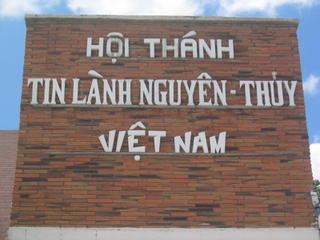 HỘI THÁNH
TIN LÀNH NGUYÊN - THỦY
VIỆT NAM